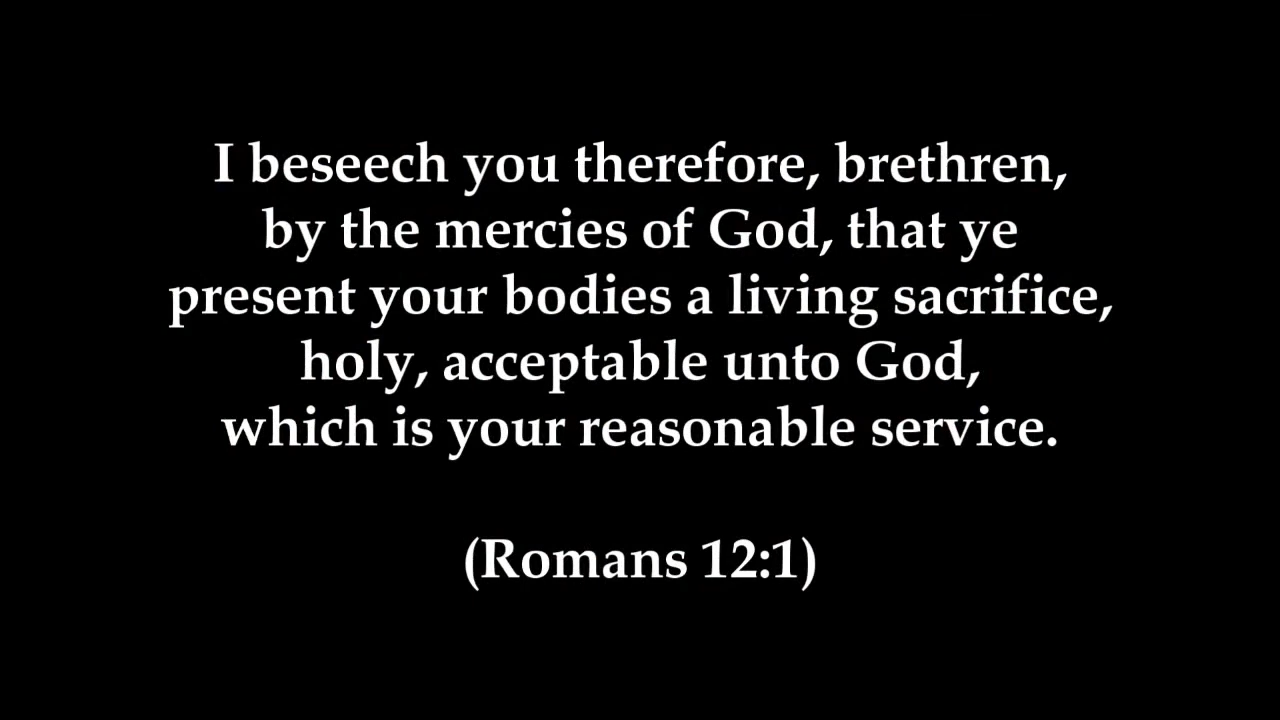 I beseech you therefore, brethren,
by the mercies of God, that ye
present your bodies a living sacrifice,
holy, acceptable unto God,
which is your reasonable service.
(Romans 12:1)